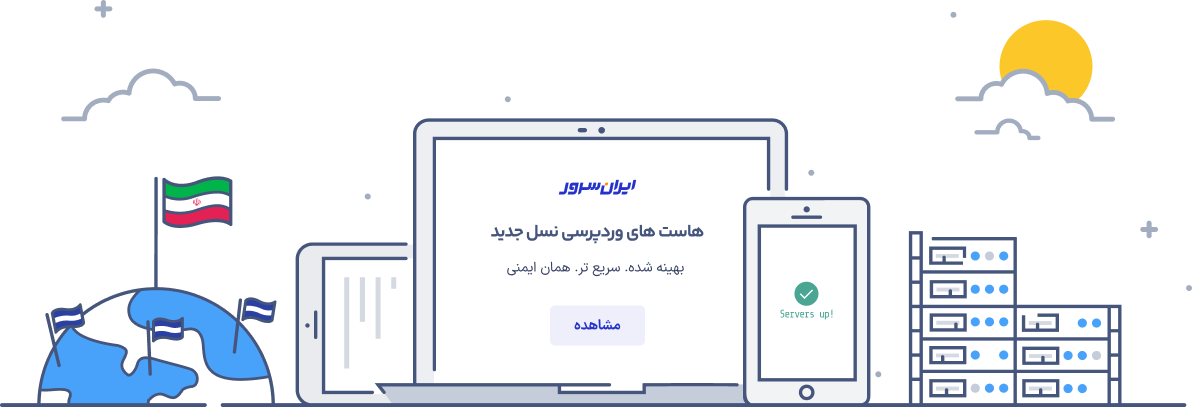 ایران سرور
هاست های وردپرسی نسل جدید
بهینه شده. سریع تر. همان ایمنی
مشاهده
Servers up!